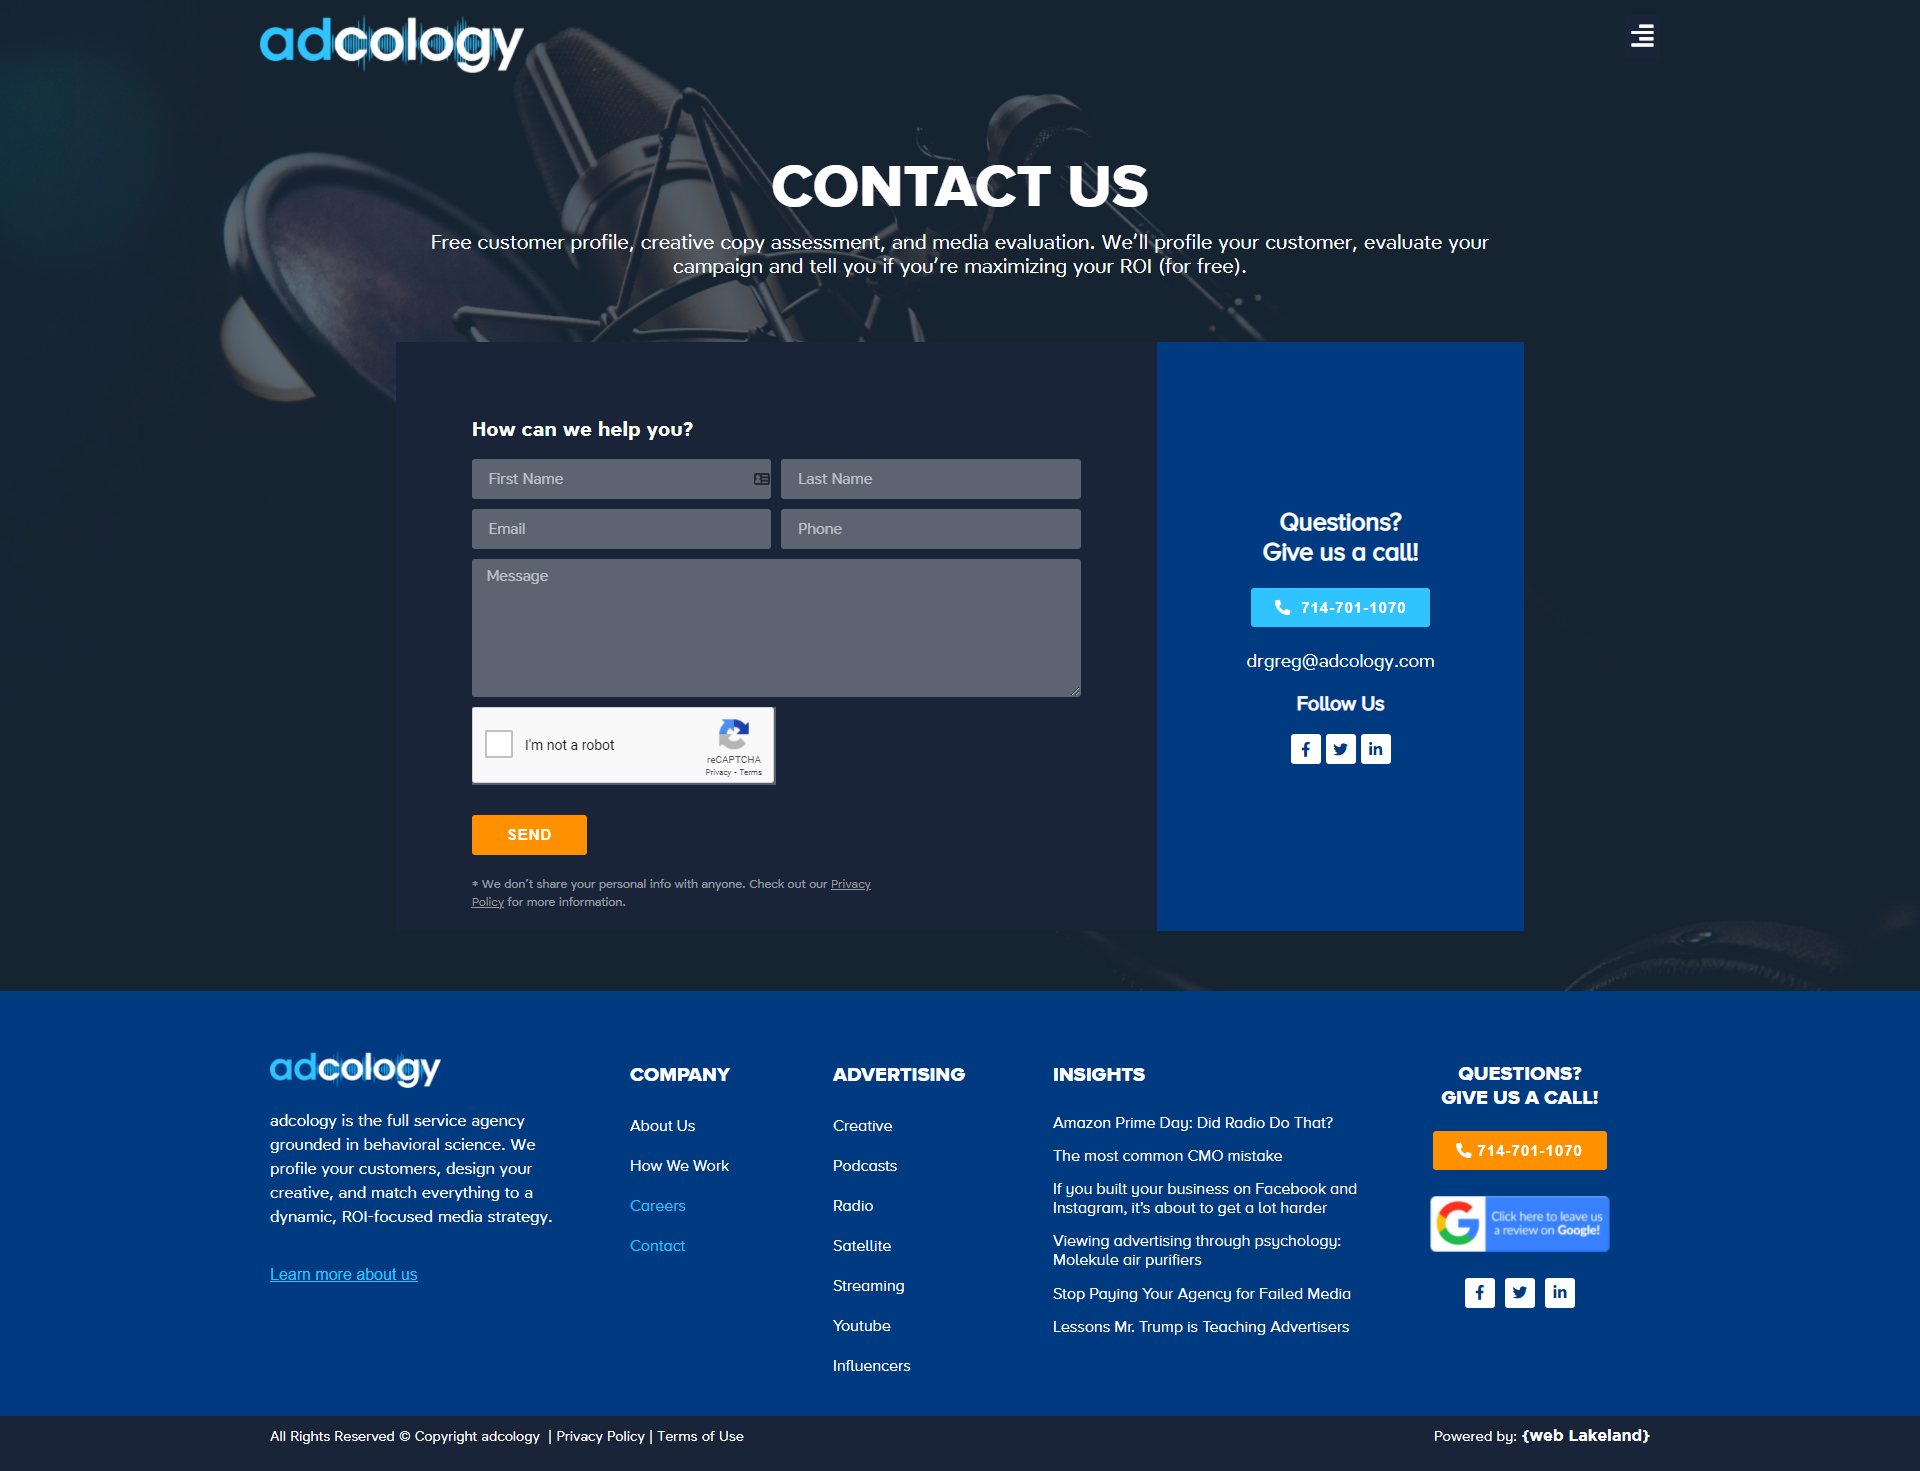 adcology
CONTACT US
Free customer profile, creative copy assessment, and media evaluation. We’ll profile your customer, evaluate your
campaign and tell you if you’re maximizing your ROI (for free).
How can we help you?
First Name
Last Name
Email
Phone
Message
I'm not a robot
reCAPTCHA
Privacy - Terms
SEND
* We don’t share your personal info with anyone. Check out our Privacy
Policy for more information.
Questions?
Give us a call!
714-701-1070
drgreg@adcology.com
Follow Us
adcology
adcology is the full service agency
grounded in behavioral science. We
profile your customers, design your
creative, and match everything to a
dynamic, ROI-focused media strategy.
Learn more about us
COMPANY
About Us
How We Work
Careers
Contact
ADVERTISING
Creative
Podcasts
Radio
Satellite
Streaming
Youtube
Influencers
INSIGHTS
Amazon Prime Day: Did Radio Do That?
The most common CMO mistake
If you built your business on Facebook and
Instagram, it’s about to get a lot harder
Viewing advertising through psychology:
Molekule air purifiers
Stop Paying Your Agency for Failed Media
Lessons Mr. Trump is Teaching Advertisers
QUESTIONS?
GIVE US A CALL!
714-701-1070
Click here to leave us
a review on Google!
All Rights Reserved © Copyright adcology | Privacy Policy | Terms of Use
Powered by: {web Lakeland}